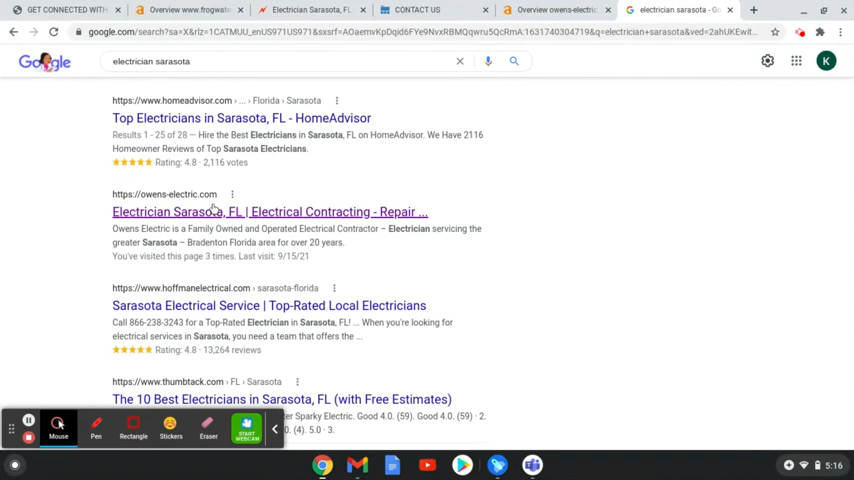 GET CONNECTED WITH
Overview www.frogwate
Electrician Sarasota, FL
CONTACT US
Overview owens-electric
electrician sarasota - Go
google.com/search?sa=X&rlz=1CATMUU_enUS971US971&sxsrf=AOaemvKpDqid6FYe9NvxRBMQqwru5QcRmA:1631740304719&q=electrician+sarasota&ved=2ahUKEwit
Google
electrician sarasota
K
https://www.homeadvisor.com › ... › Florida › Sarasota
Top Electricians in Sarasota, FL - HomeAdvisor
Results 1 - 25 of 28 — Hire the Best Electricians in Sarasota, FL on HomeAdvisor. We Have 2116
Homeowner Reviews of Top Sarasota Electricians.
Rating: 4.8 · 2,116 votes
https://owens-electric.com
Electrician Sarasota, FL | Electrical Contracting - Repair ...
Owens Electric is a Family Owned and Operated Electrical Contractor – Electrician servicing the
greater Sarasota – Bradenton Florida area for over 20 years.
You've visited this page 3 times. Last visit: 9/15/21
https://www.hoffmanelectrical.com › sarasota-florida
Sarasota Electrical Service | Top-Rated Local Electricians
Call 866-238-3243 for a Top-Rated Electrician in Sarasota, FL! ... When you're looking for
electrical services in Sarasota, you need a team that offers the ...
Rating: 4.8 · 13,264 reviews
https://www.thumbtack.com › FL › Sarasota
The 10 Best Electricians in Sarasota, FL (with Free Estimates)
ter Sparky Electric. Good 4.0. (59). Good 4.0. (59) · 2.
. (4). 5.0 · 3.
Mouse
Pen
Rectangle
Stickers
Eraser
START
WEBCAM
5:16